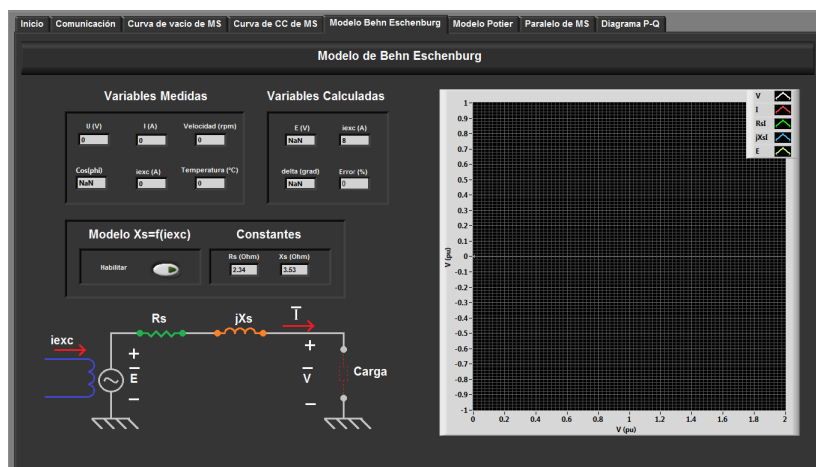 Inicio Comunicación Curva de vacio de MS Curva de CC de MS Modelo Behn Eschenburg Modelo Potier Paralelo de MS Diagrama P-Q
Modelo de Behn Eschenburg
Variables Medidas
U (V) I (A) Velocidad (rpm)
0 0 0
Cos(phi) iexc (A) Temperatura (ºC)
NaN 0 0
Variables Calculadas
E (V) iexc (A)
NaN 8
delta (grad) Error (%)
NaN 0
Modelo Xs=f(iexc)
Habilitar
Constantes
Rs (Ohm) Xs (Ohm)
2.34 3.53
iexc
Rs
jXs
I
+
E
-
+
V
-
Carga
V
I
RsI
jXsI
E
V (pu)
1
0.9
0.8
0.7
0.6
0.5
0.4
0.3
0.2
0.1
0
-0.1
-0.2
-0.3
-0.4
-0.5
-0.6
-0.7
-0.8
-0.9
-1
0 0.2 0.4 0.6 0.8 1 1.2 1.4 1.6 1.8 2
V (pu)